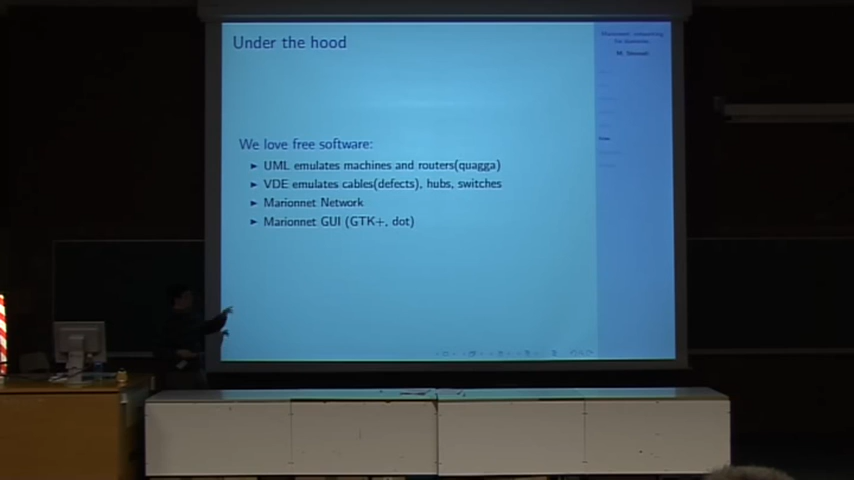 Under the hood
We love free software:
► UML emulates machines and routers(quagga)
► VDE emulates cables(defects), hubs, switches
► Marionnet Network
► Marionnet GUI (GTK+, dot)